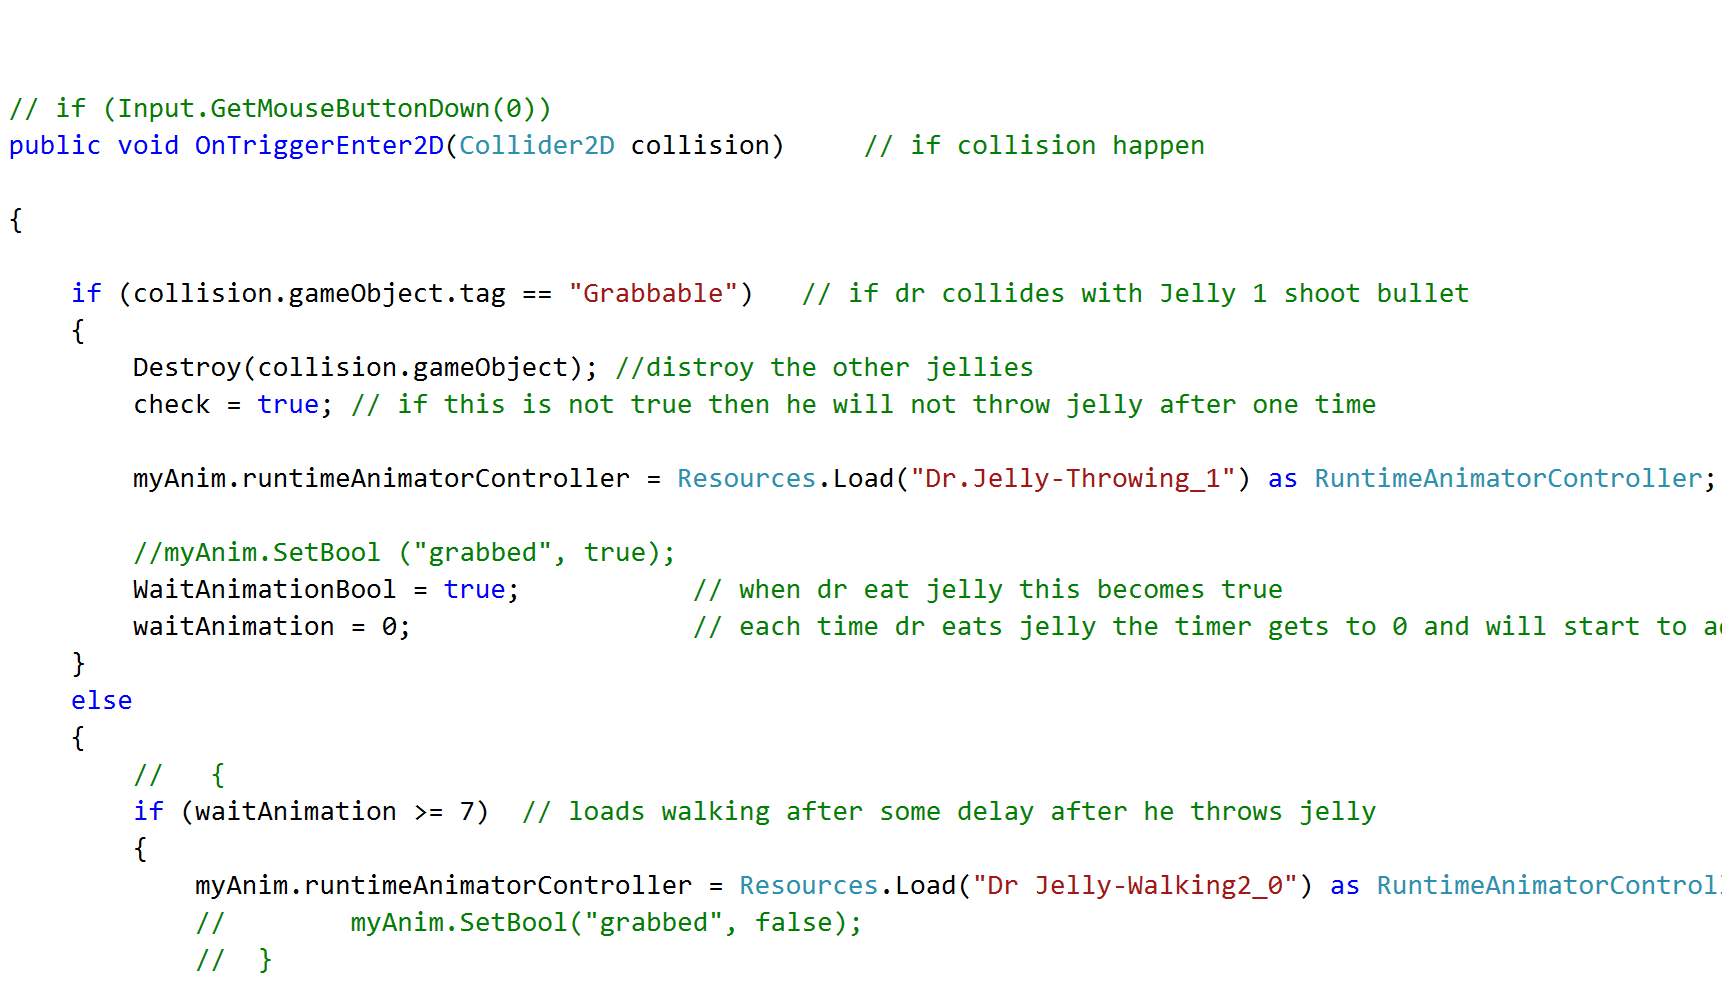 // if (Input.GetMouseButtonDown(0))
public void OnTriggerEnter2D(Collider2D collision)     // if collision happen
{
    if (collision.gameObject.tag == "Grabbable")   // if dr collides with Jelly 1 shoot bullet
    {
        Destroy(collision.gameObject); //distroy the other jellies
        check = true; // if this is not true then he will not throw jelly after one time
        myAnim.runtimeAnimatorController = Resources.Load("Dr.Jelly-Throwing_1") as RuntimeAnimatorController;
        //myAnim.SetBool ("grabbed", true);
        WaitAnimationBool = true;           // when dr eat jelly this becomes true
        waitAnimation = 0;                  // each time dr eats jelly the timer gets to 0 and will start to
    }
    else
    {
        //   {
        if (waitAnimation >= 7)  // loads walking after some delay after he throws jelly
        {
            myAnim.runtimeAnimatorController = Resources.Load("Dr Jelly-Walking2_0") as
            //        myAnim.SetBool("grabbed", false);
            //  }